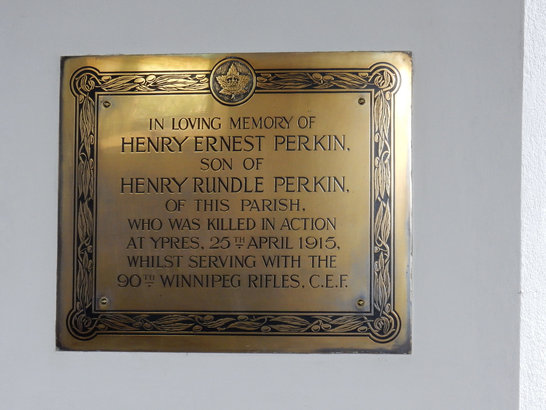 IN LOVING MEMORY OF
HENRY ERNEST PERKIN,
SON OF
HENRY RUNDLE PERKIN,
OF THIS PARISH,
WHO WAS KILLED IN ACTION
AT YPRES, 25TH APRIL 1915,
WHILST SERVING WITH THE
90TH WINNIPEG RIFLES, C.E.F.